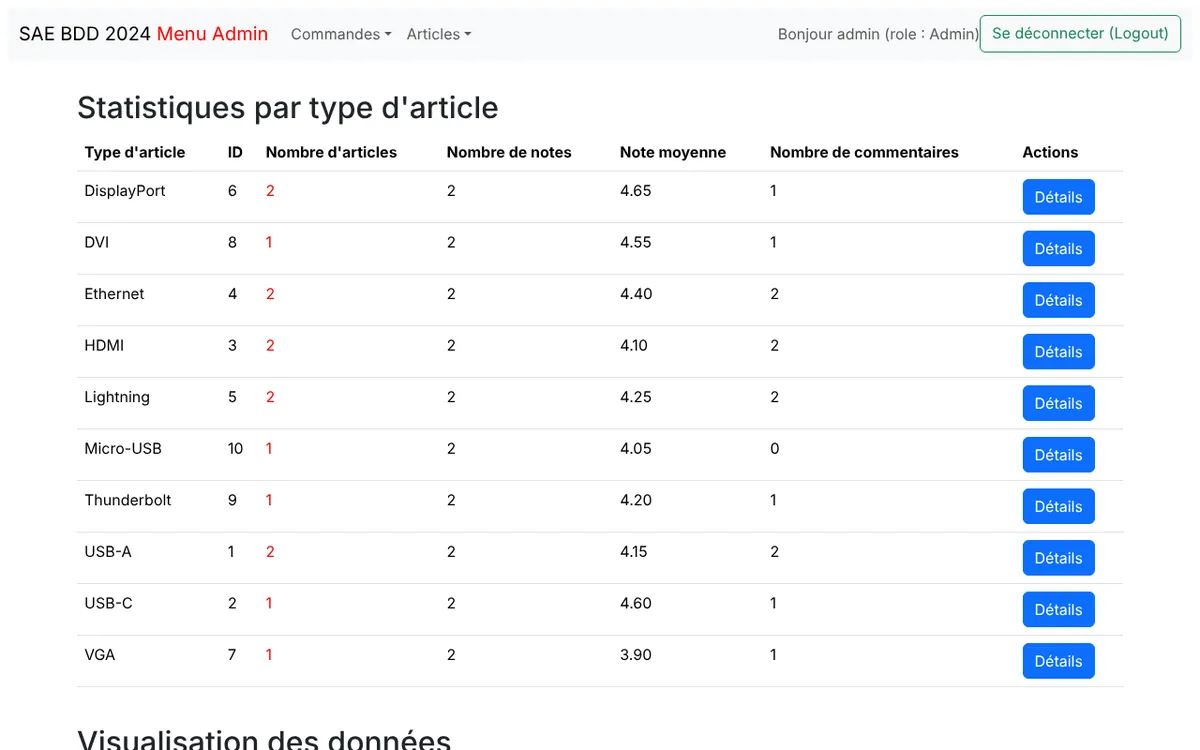 SAE BDD 2024 Menu Admin Commandes Articles Bonjour admin (role : Admin) Se déconnecter (Logout)
Statistiques par type d'article
Type d'article ID Nombre d'articles Nombre de notes Note moyenne Nombre de commentaires Actions
DisplayPort 6 2 2 4.65 1 Détails
DVI 8 1 2 4.55 1 Détails
Ethernet 4 2 2 4.40 2 Détails
HDMI 3 2 2 4.10 2 Détails
Lightning 5 2 2 4.25 2 Détails
Micro-USB 10 1 2 4.05 0 Détails
Thunderbolt 9 1 2 4.20 1 Détails
USB-A 1 2 2 4.15 2 Détails
USB-C 2 1 2 4.60 1 Détails
VGA 7 1 2 3.90 1 Détails
Visualisation des données